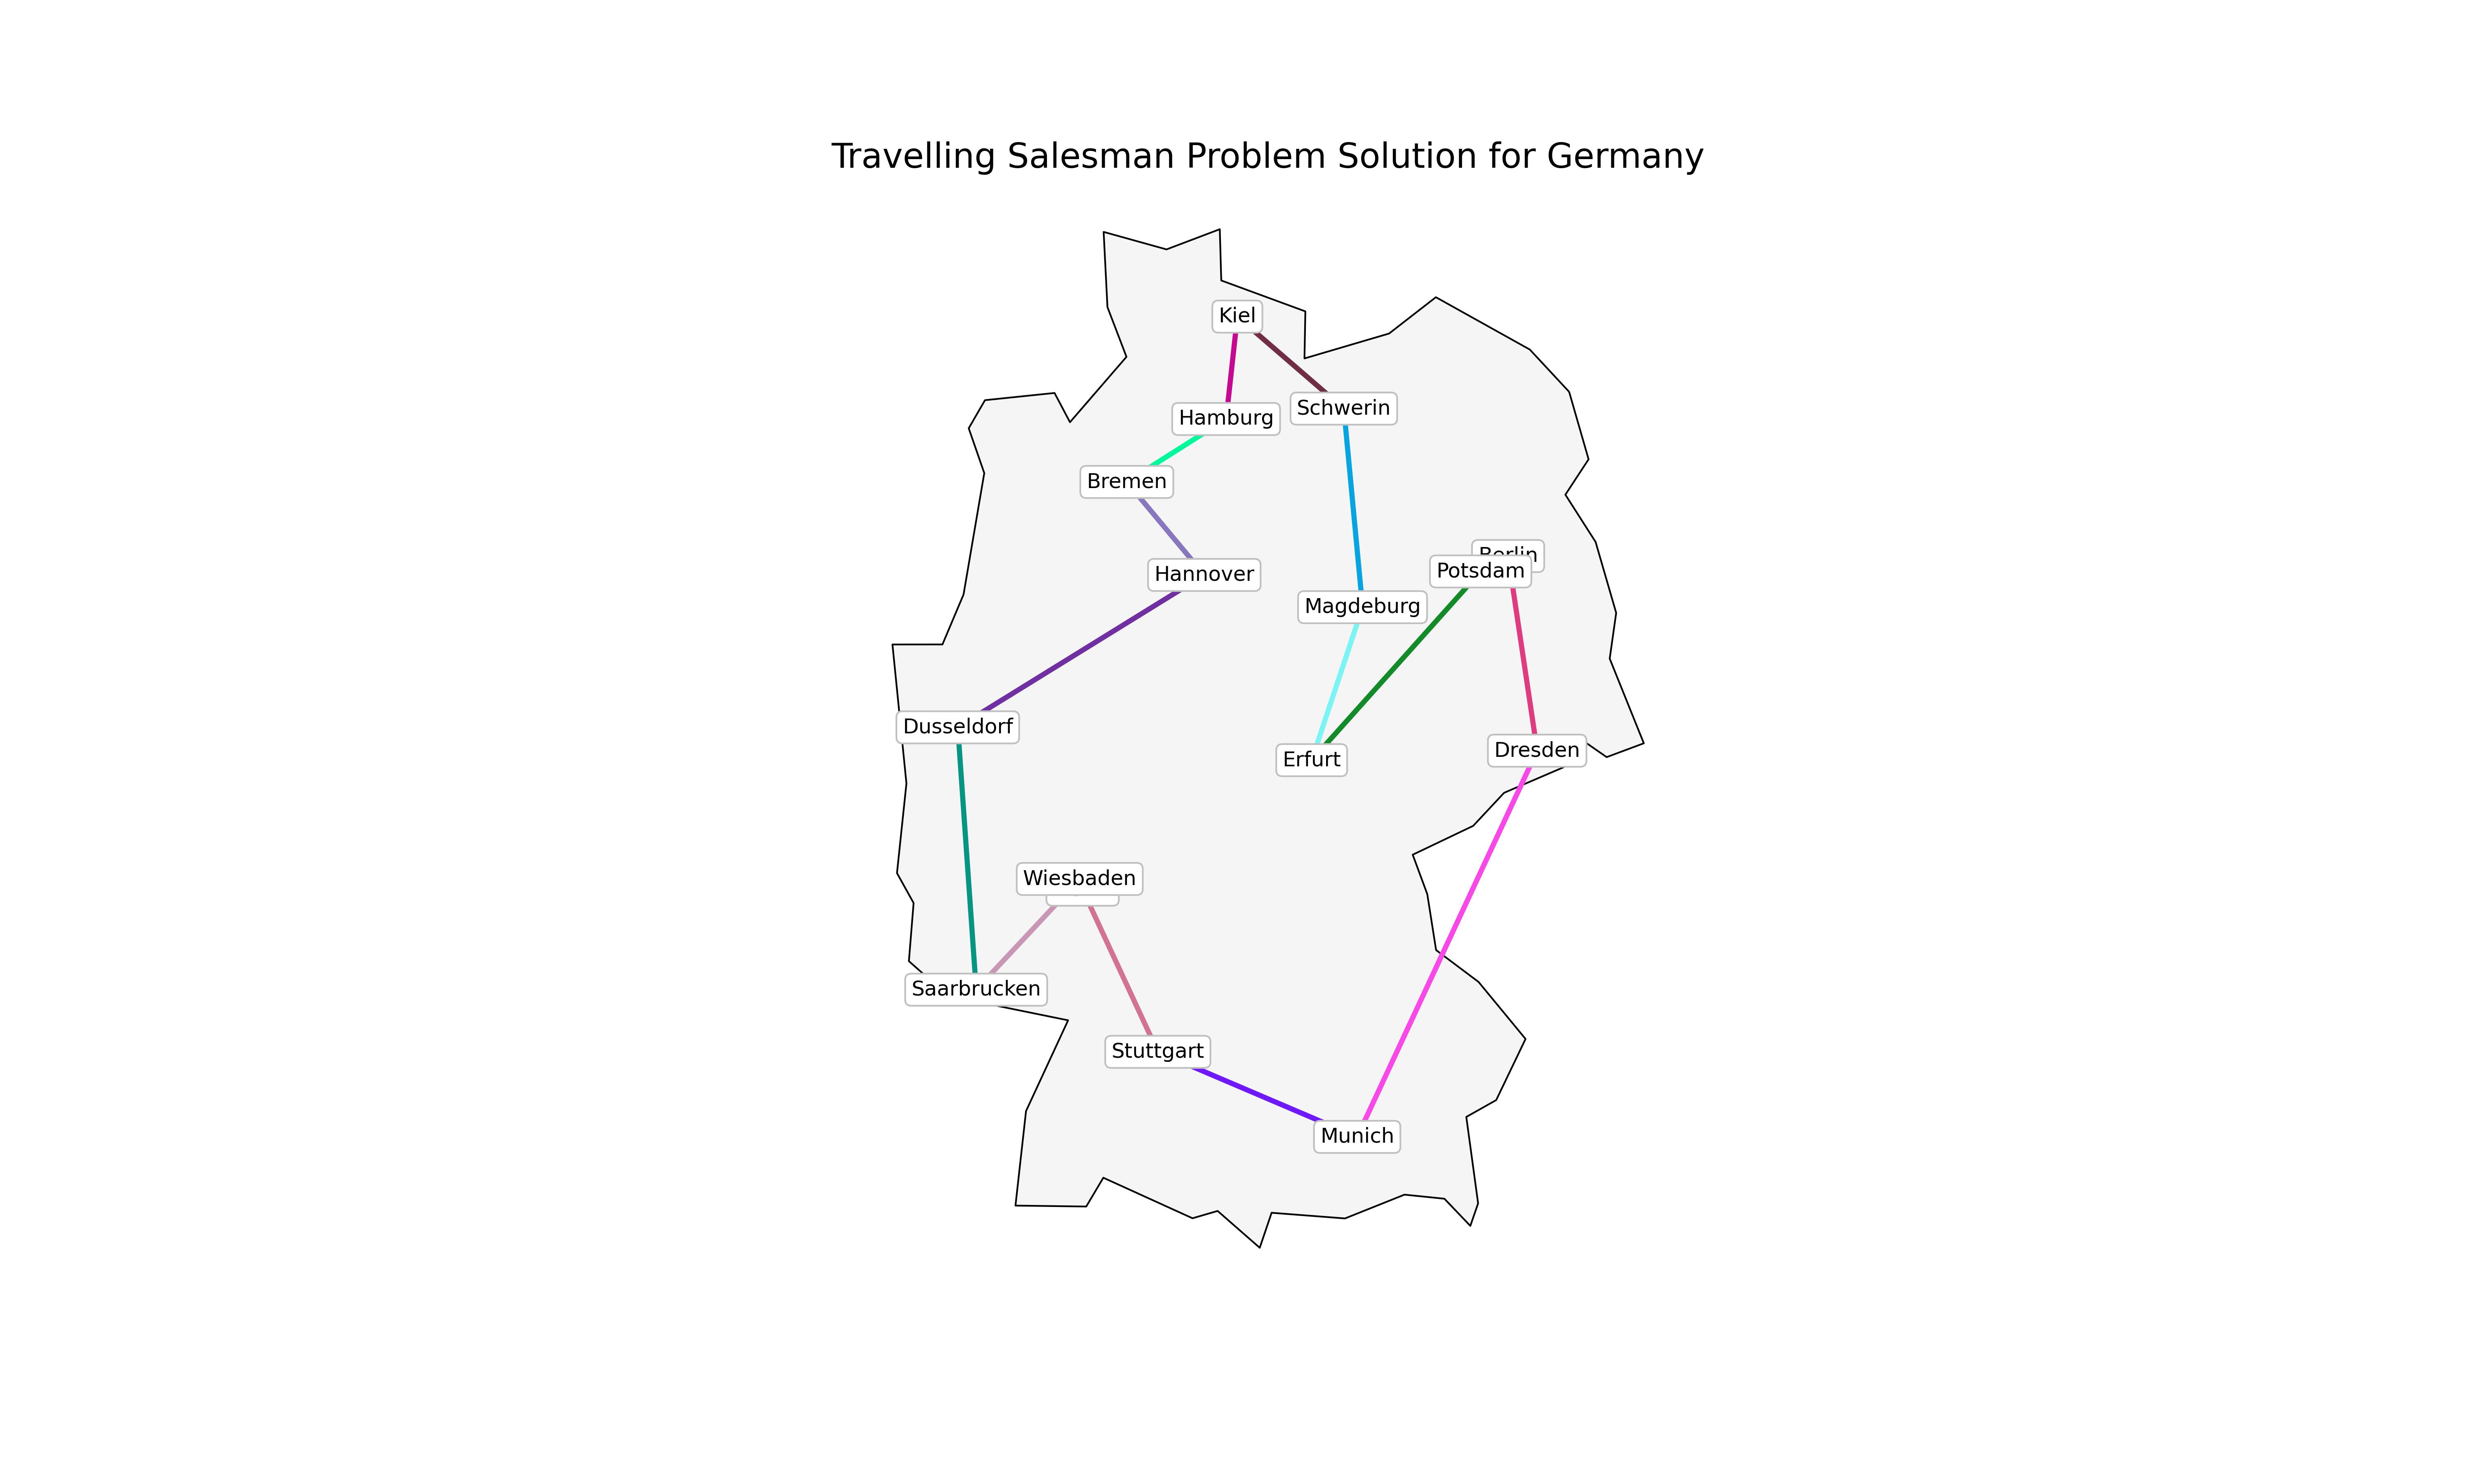 Travelling Salesman Problem Solution for Germany
Kiel
Schwerin
Hamburg
Bremen
Berlin
Potsdam
Hannover
Magdeburg
Dusseldorf
Dresden
Erfurt
Wiesbaden
Saarbrucken
Stuttgart
Munich